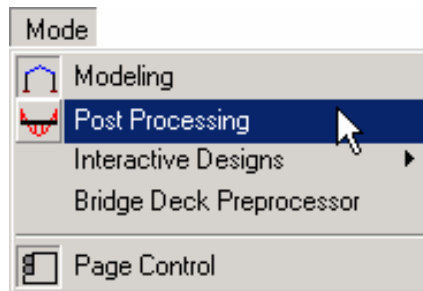 Mode
Modeling
Post Processing
Interactive Designs
Bridge Deck Preprocessor
Page Control